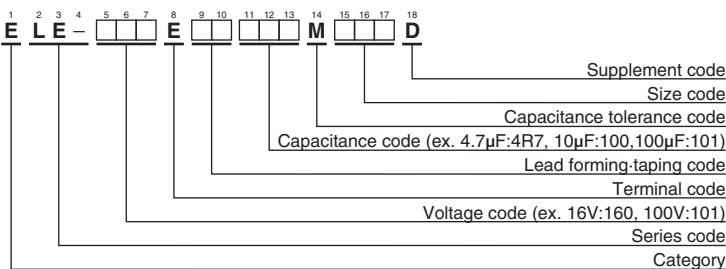 1 2 3 4 5 6 7 8 9 10 11 12 13 14 15 16 17 18
E L E – □□□ E □□ □□□ M □□□ D
Supplement code
Size code
Capacitance tolerance code
Capacitance code (ex. 4.7µF:4R7, 10µF:100,100µF:101)
Lead forming·taping code
Terminal code
Voltage code (ex. 16V:160, 100V:101)
Series code
Category